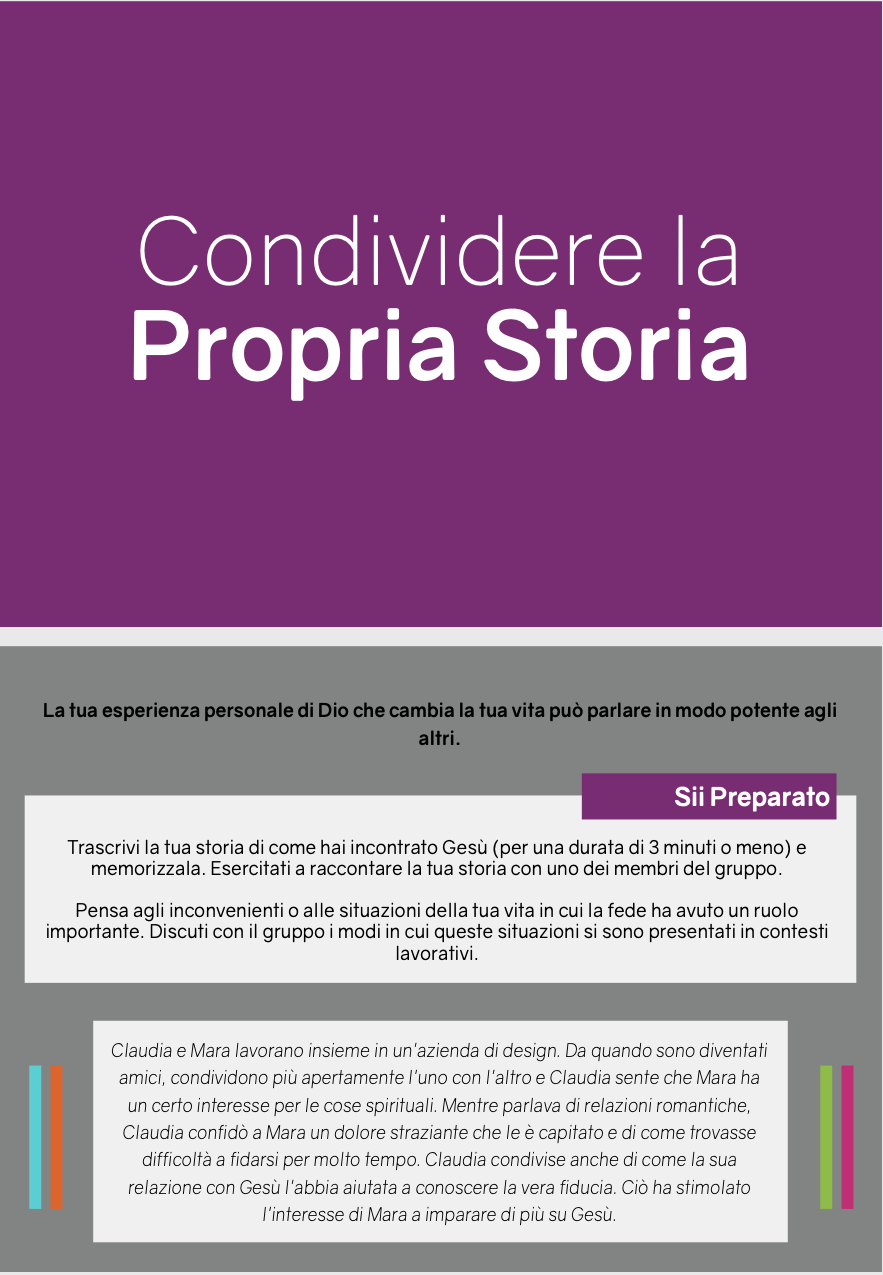 Condividere la
Propria Storia
La tua esperienza personale di Dio che cambia la tua vita può parlare in modo potente agli
altri.
Sii Preparato
Trascrivi la tua storia di come hai incontrato Gesù (per una durata di 3 minuti o meno) e
memorizzala. Esercitati a raccontare la tua storia con uno dei membri del gruppo.
Pensa agli inconvenienti o alle situazioni della tua vita in cui la fede ha avuto un ruolo
importante. Discuti con il gruppo i modi in cui queste situazioni si sono presentati in contesti
lavorativi.
Claudia e Mara lavorano insieme in un'azienda di design. Da quando sono diventati
amici, condividono più apertamente l'uno con l'altro e Claudia sente che Mara ha
un certo interesse per le cose spirituali. Mentre parlava di relazioni romantiche,
Claudia confidò a Mara un dolore straziante che le è capitato e di come trovasse
difficoltà a fidarsi per molto tempo. Claudia condivise anche di come la sua
relazione con Gesù l'abbia aiutata a conoscere la vera fiducia. Ciò ha stimolato
l'interesse di Mara a imparare di più su Gesù.